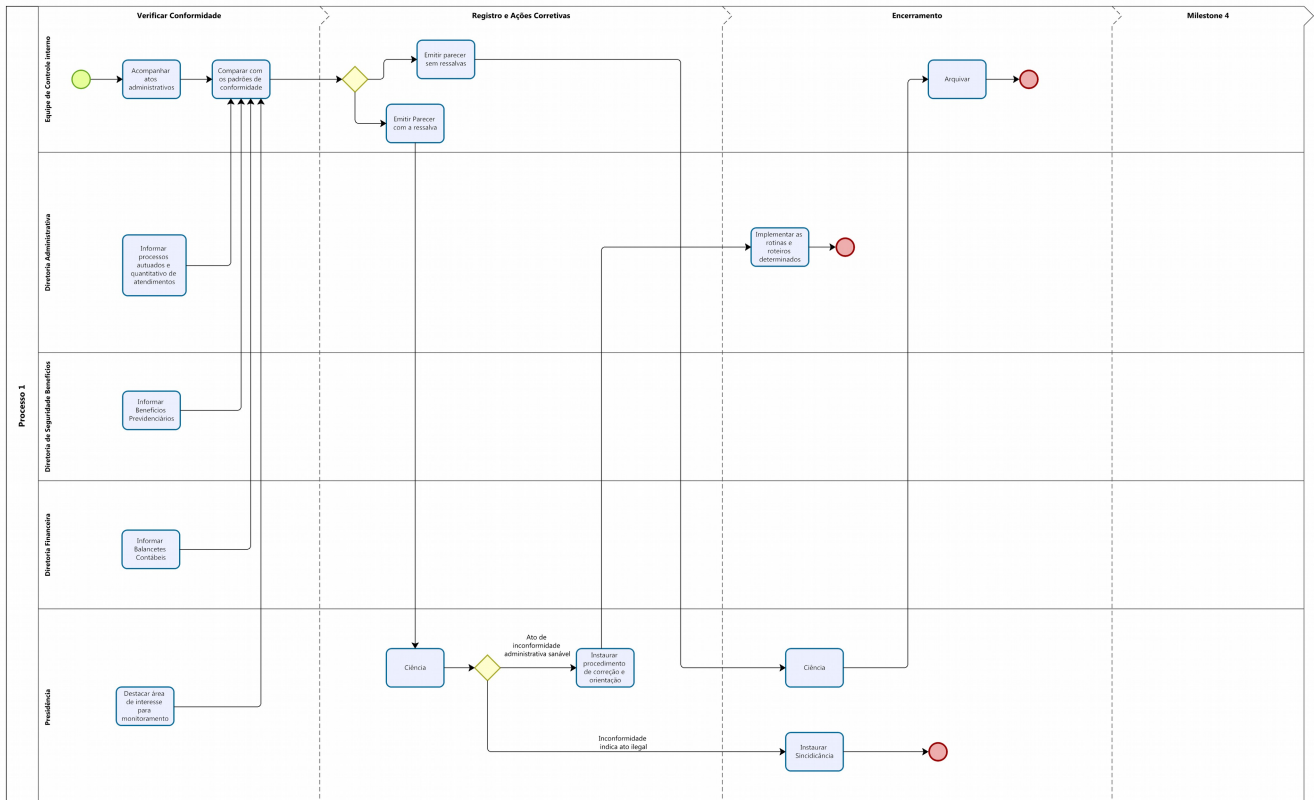 Verificar Conformidade
Registro e Ações Corretivas
Encerramento
Milestone 4
Processo 1
Equipe de Controle interno
Acompanhar
atos
administrativos
Comparar com
os padrões de
conformidade
Emitir parecer
sem ressalvas
Emitir Parecer
com a ressalva
Arquivar
Diretoria Administrativa
Informar
processos
autuados e
quantitativo de
atendimentos
Implementar as
rotinas e
roteiros
determinados
Diretoria de Seguridade Benefícios
Informar
Benefícios
Previdenciários
Diretoria Financeira
Informar
Balancetes
Contábeis
Presidência
Destacar área
de interesse
para
monitoramento
Ciência
Ato de
inconformidade
administrativa sanável
Instaurar
procedimento
de correção e
orientação
Ciência
Inconformidade
indica ato ilegal
Instaurar
Sincidicância